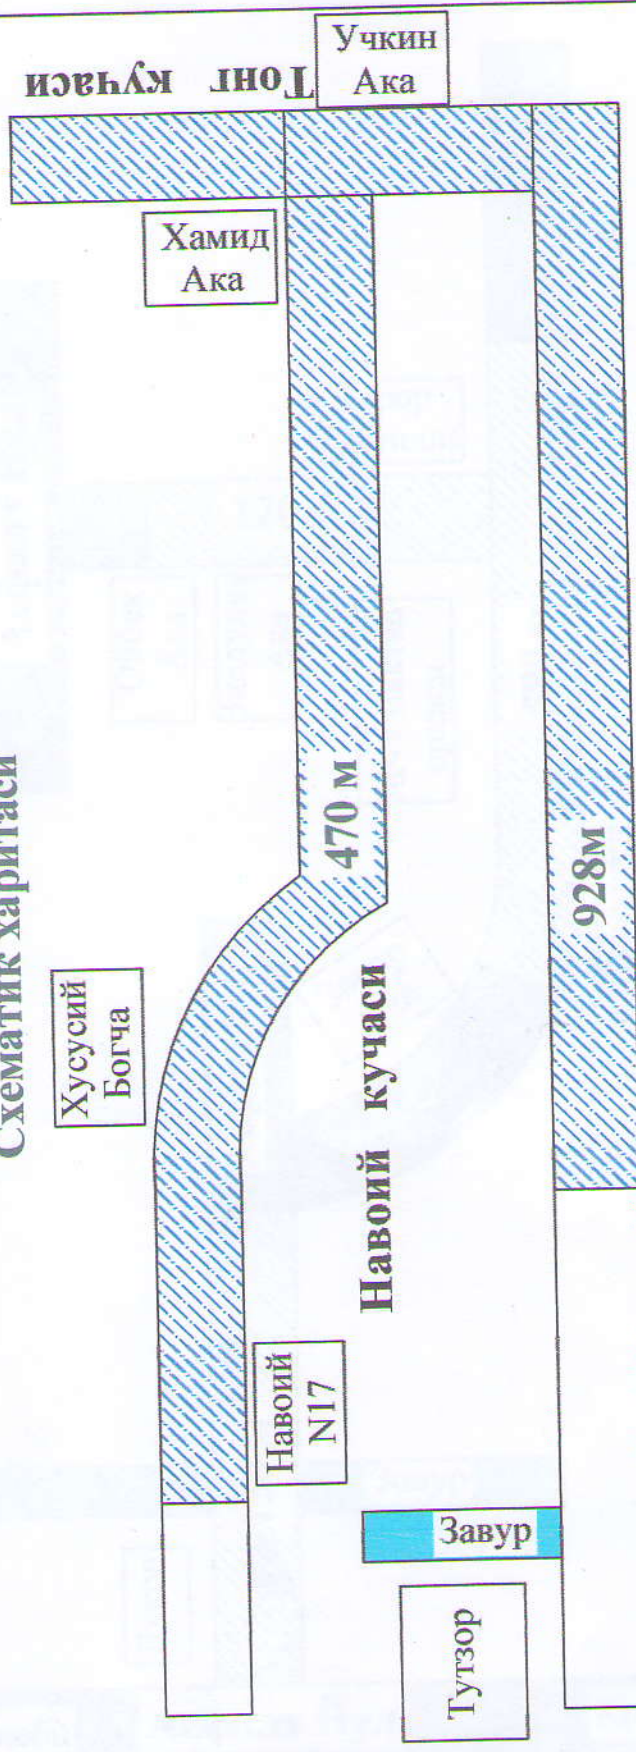 Схематик харитаси
Тонг кучаси
Учкин
Ака
Хамид
Ака
470 м
928м
Хусусий
Богча
Навоий кучаси
Навоий
N17
Завур
Тутзор